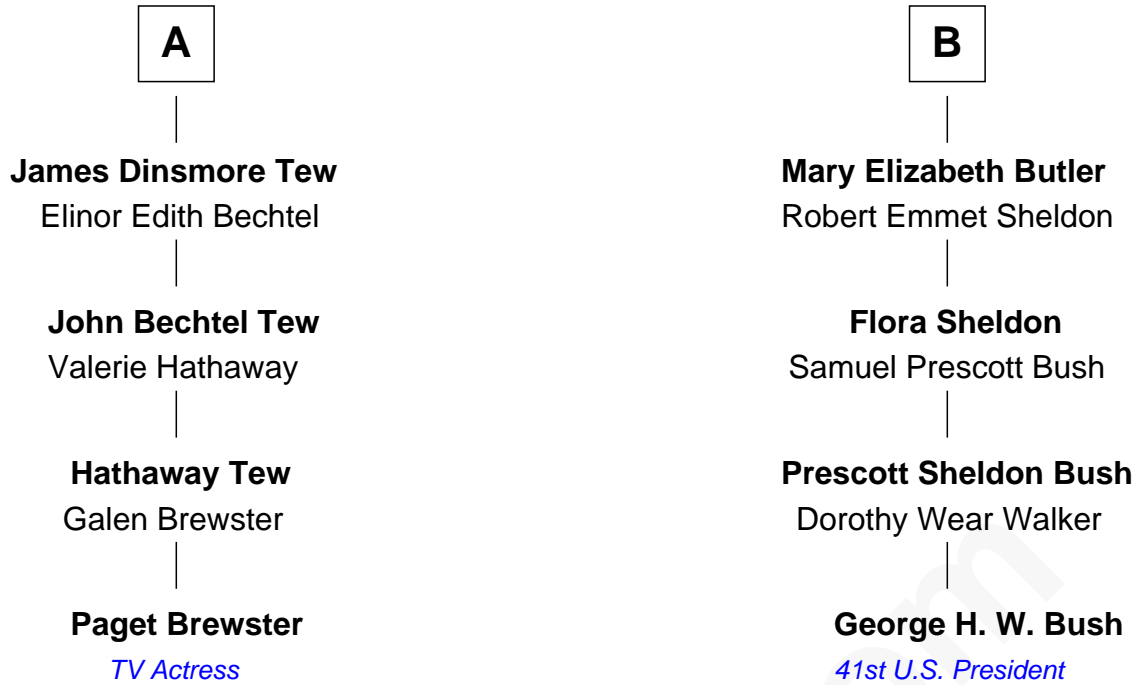 A
James Dinsmore Tew
Elinor Edith Bechtel
John Bechtel Tew
Valerie Hathaway
Hathaway Tew
Galen Brewster
Paget Brewster
TV Actress
B
Mary Elizabeth Butler
Robert Emmet Sheldon
Flora Sheldon
Samuel Prescott Bush
Prescott Sheldon Bush
Dorothy Wear Walker
George H. W. Bush
41st U.S. President